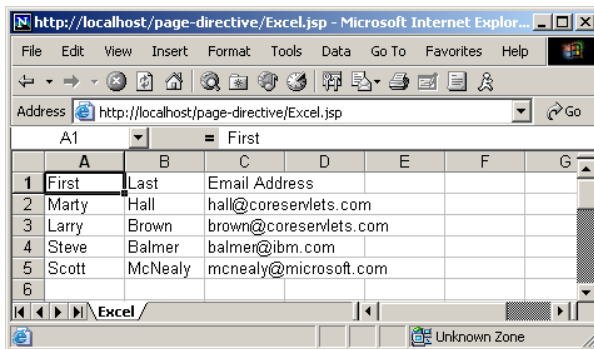 http://localhost/page-directive/Excel.jsp - Microsoft Internet Explor...
File Edit View Insert Format Tools Data Go To Favorites Help
Address http://localhost/page-directive/Excel.jsp Go
A1 = First
A B C D E F G
1 First Last Email Address
2 Marty Hall hall@coreservlets.com
3 Larry Brown brown@coreservlets.com
4 Steve Balmer balmer@ibm.com
5 Scott McNealy mcnealy@microsoft.com
6
Excel
Unknown Zone